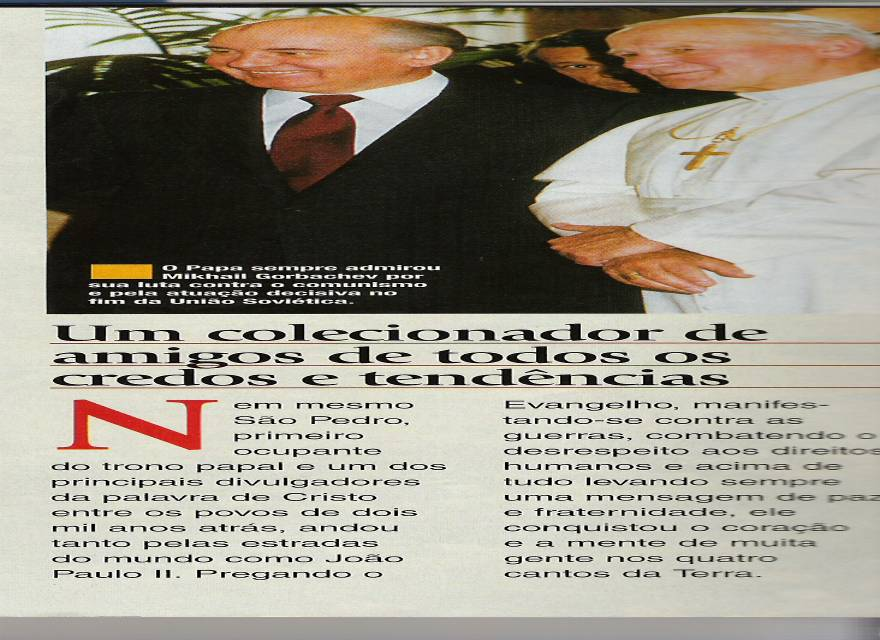 O Papa sempre admirou
Mikhail Gorbachev por
sua luta contra o comunismo
e pela atuação decisiva no
fim da União Soviética.
Um colecionador de
amigos de todos os
credos e tendências
Nem mesmo
São Pedro,
primeiro
ocupante
do trono papal e um dos
principais divulgadores
da palavra de Cristo
entre os povos de dois
mil anos atrás, andou
tanto pelas estradas
do mundo como João
Paulo II. Pregando o
Evangelho, manifes-
tando-se contra as
guerras, combatendo o
desrespeito aos direitos
humanos e acima de
tudo levando sempre
uma mensagem de paz
e fraternidade, ele
conquistou o coração
e a mente de muita
gente nos quatro
cantos da Terra.